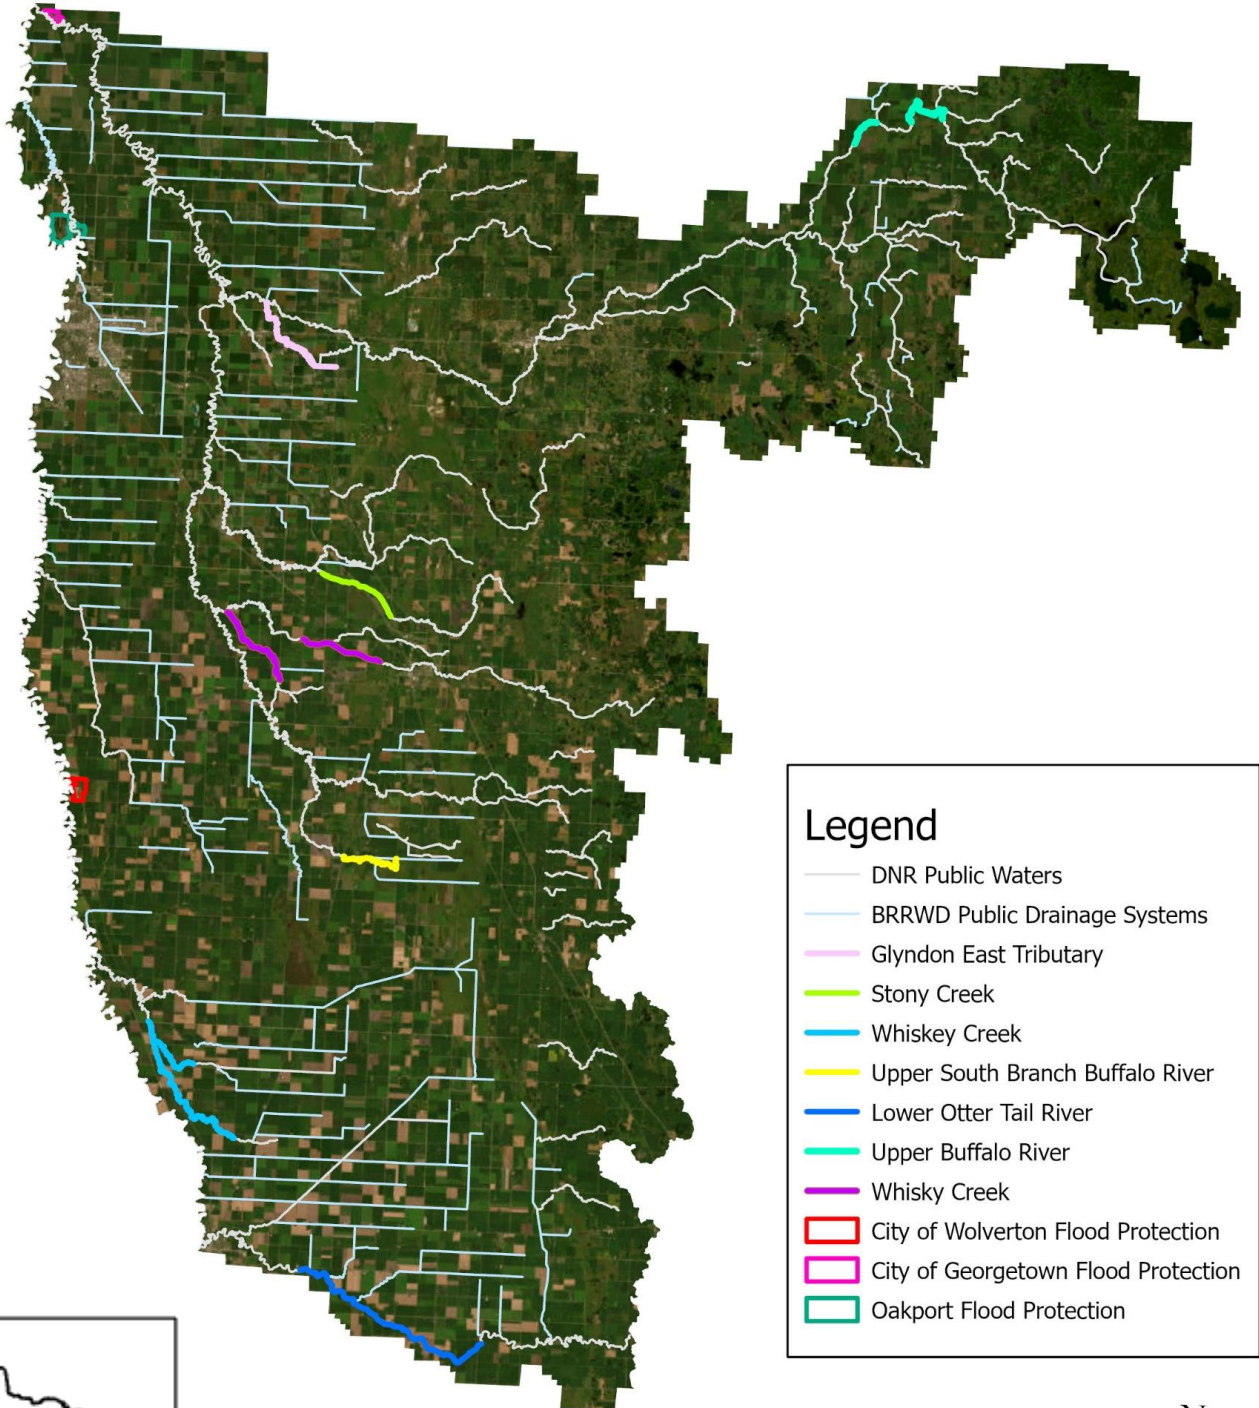 Legend
DNR Public Waters
BRRWD Public Drainage Systems
Glyndon East Tributary
Stony Creek
Whiskey Creek
Upper South Branch Buffalo River
Lower Otter Tail River
Upper Buffalo River
Whisky Creek
City of Wolverton Flood Protection
City of Georgetown Flood Protection
Oakport Flood Protection